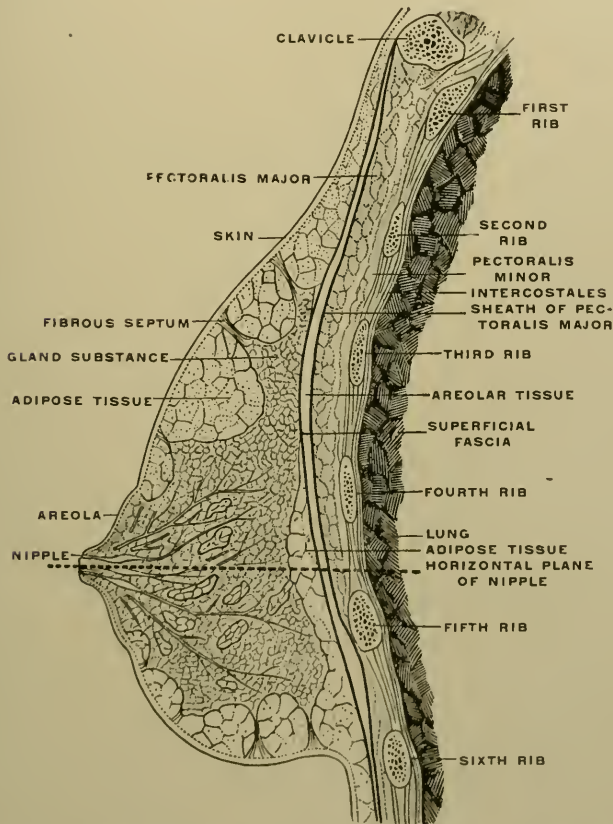 CLAVICLE
FIRST
RIB
PECTORALIS MAJOR
SKIN
SECOND
RIB
PECTORALIS
MINOR
INTERCOSTALES
SHEATH OF PEC-
TORALIS MAJOR
FIBROUS SEPTUM
GLAND SUBSTANCE
THIRD RIB
ADIPOSE TISSUE
AREOLAR TISSUE
SUPERFICIAL
FASCIA
FOURTH RIB
AREOLA
LUNG
NIPPLE
ADIPOSE TISSUE
HORIZONTAL PLANE
OF NIPPLE
FIFTH RIB
SIXTH RIB